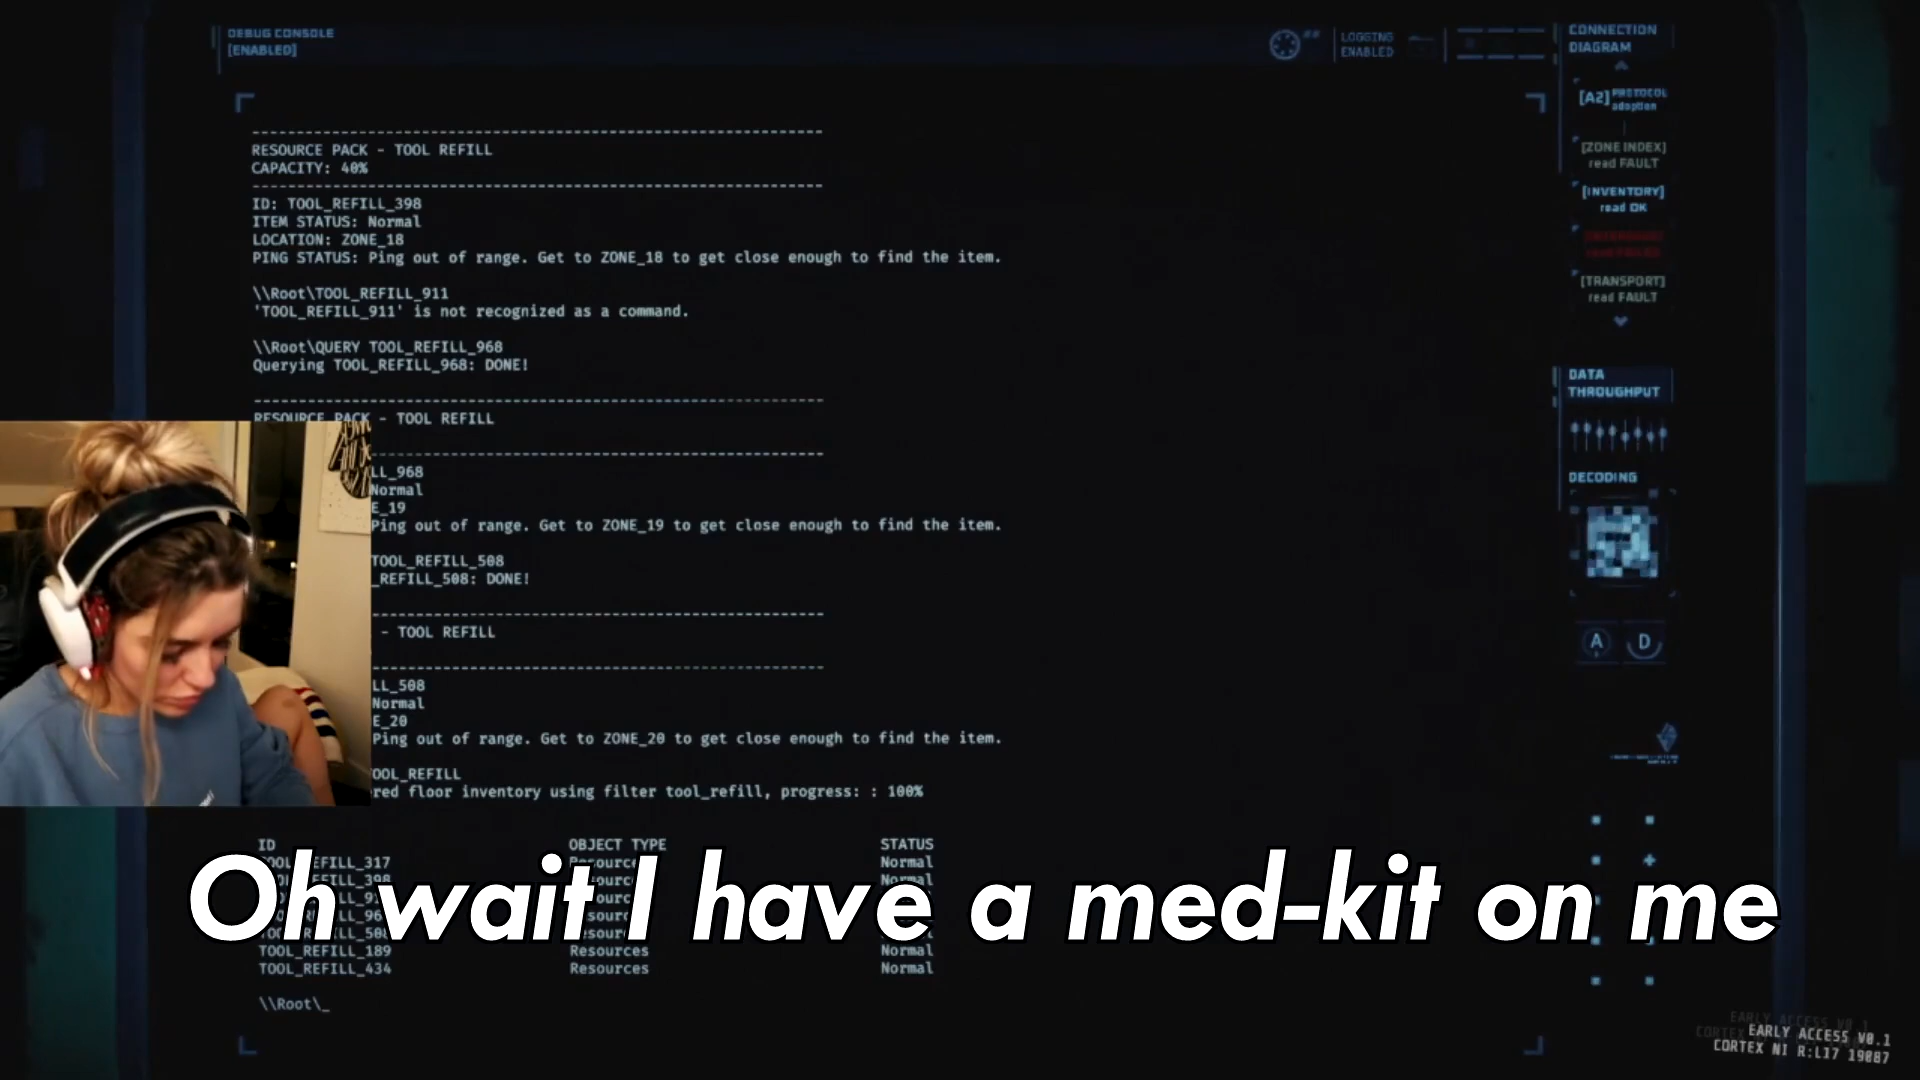 DEBUG CONSOLE
[ENABLED]
LOGGING
ENABLED
CONNECTION
DIAGRAM
[A2] PROTOCOL
adoption
[ZONE INDEX]
read FAULT
[INVENTORY]
read OK
[TRANSPORT]
read FAULT
DATA
THROUGHPUT
DECODING
A D
RESOURCE PACK - TOOL REFILL
CAPACITY: 40%
ID: TOOL_REFILL_398
ITEM STATUS: Normal
LOCATION: ZONE_18
PING STATUS: Ping out of range. Get to ZONE_18 to get close enough to find the item.
\\Root\TOOL_REFILL_911
'TOOL_REFILL_911' is not recognized as a command.
\\Root\QUERY TOOL_REFILL_968
Querying TOOL_REFILL_968: DONE!
RESOURCE PACK - TOOL REFILL
LL_968
Normal
E_19
Ping out of range. Get to ZONE_19 to get close enough to find the item.
TOOL_REFILL_508
_REFILL_508: DONE!
- TOOL REFILL
LL_508
Normal
E_20
Ping out of range. Get to ZONE_20 to get close enough to find the item.
TOOL_REFILL
red floor inventory using filter tool_refill, progress: : 100%
ID OBJECT TYPE STATUS
TOOL_REFILL_317 Resources Normal
Oh wait I have a med-kit on me
TOOL_REFILL_189 Resources Normal
TOOL_REFILL_434 Resources Normal
\\Root\_
EARLY ACCESS V0.1
CORTEX NI R:L17 19087